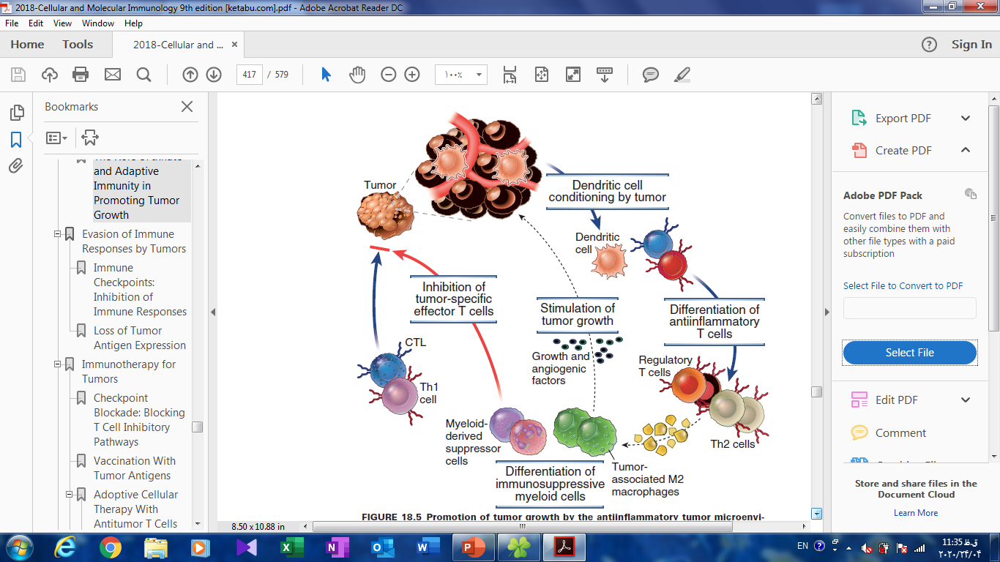 2018-Cellular and Molecular Immunology 9th edition [ketabu.com].pdf - Adobe Acrobat Reader DC
File Edit View Window Help
Home Tools 2018-Cellular and ... × Sign In
417 / 579 ١٠٠٪
Bookmarks
and Adaptive
Immunity in
Promoting Tumor
Growth
Evasion of Immune
Responses by Tumors
Immune
Checkpoints:
Inhibition of
Immune Responses
Loss of Tumor
Antigen Expression
Immunotherapy for
Tumors
Checkpoint
Blockade: Blocking
T Cell Inhibitory
Pathways
Vaccination With
Tumor Antigens
Adoptive Cellular
Therapy With
Antitumor T Cells
Tumor
Dendritic cell
conditioning by tumor
Dendritic
cell
Inhibition of
tumor-specific
effector T cells
Stimulation of
tumor growth
Differentiation of
antiinflammatory
T cells
CTL
Th1
cell
Growth and
angiogenic
factors
Regulatory
T cells
Myeloid-
derived
suppressor
cells
Th2 cells
Differentiation of
immunosuppressive
myeloid cells
Tumor-
associated M2
macrophages
FIGURE 18.5 Promotion of tumor growth by the antiinflammatory tumor microenvi-
8.50 x 10.88 in
Export PDF
Create PDF
Adobe PDF Pack
Convert files to PDF and
easily combine them with
other file types with a paid
subscription
Select File to Convert to PDF
Select File
Edit PDF
Comment
Store and share files in the
Document Cloud
Learn More
EN 11:35 ق.ظ